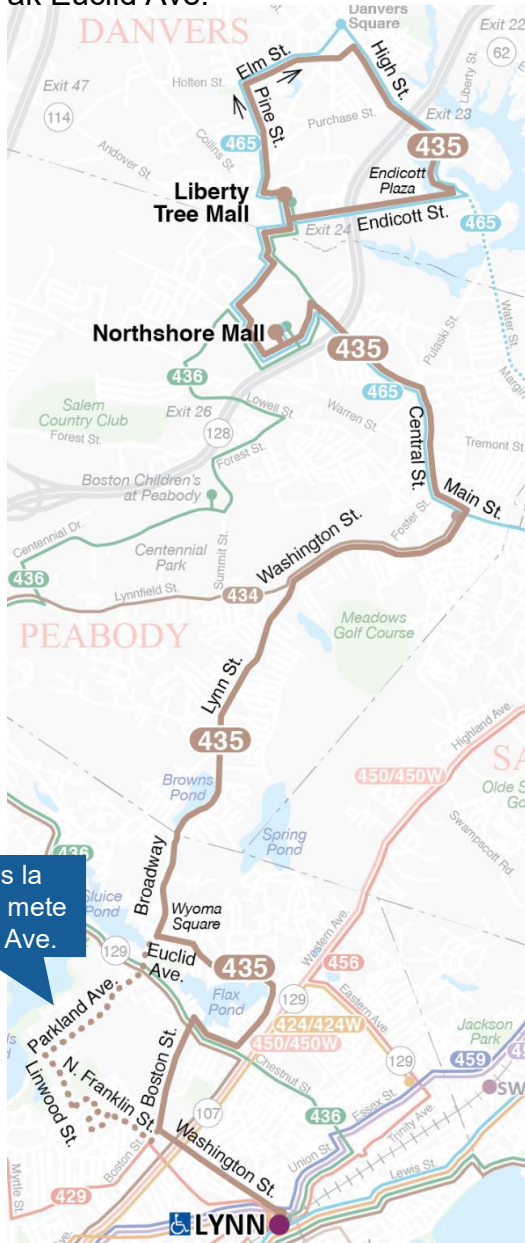 ak Euclid Ave.
DANVERS
Danvers
Square
Exit 22
62
Liberty St.
Elm St.
High St.
Exit 47
114
Holten St.
Pine St.
Purchase St.
Exit 23
Andover St.
Collins St.
465
435
Endicott
Plaza
Liberty
Tree Mall
Endicott St.
Exit 24
465
Water St.
Northshore Mall
435
Pulaski St.
Margin
436
465
Salem
Country Club
Exit 26
Lowell St.
Warren St.
Central St.
Forest St.
128
Tremont St.
Forest St.
Boston Children's
at Peabody
Main St.
Foster St.
Washington St.
Centennial Dr.
Centennial
Park
Summit St.
436
Lynnfield St.
434
Meadows
Golf Course
PEABODY
Lynn St.
435
Highland Ave.
SA
450/450W
Olde S
Go
Browns
Pond
Spring
Pond
Swampscott Rd.
436
s la
mete
Ave.
Sluice
Pond
Broadway
Wyoma
Square
129
Euclid
Ave.
435
Western Ave.
456
Flax
Pond
129
Eastern Ave.
Parkland Ave.
424/424W
450/450W
Jackson
Park
Boston St.
Chestnut St.
129
459
N. Franklin St.
Linwood St.
436
Essex St.
SW
107
Trinity Ave.
Boston St.
Washington St.
Union St.
Lewis St.
Myrtle St.
429
LYNN